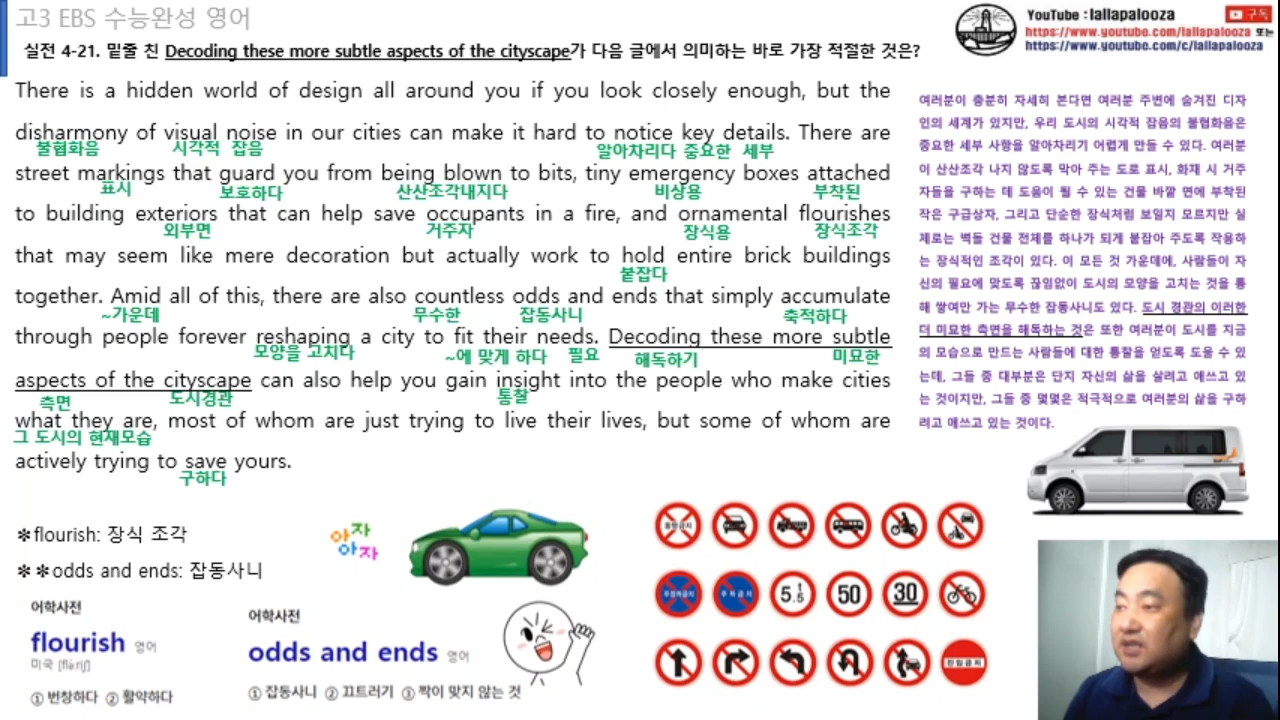 고3 EBS 수능완성 영어
YouTube : lallapalooza
구독
https://www.youtube.com/lallapalooza 또는
https://www.youtube.com/c/lallapalooza
실전 4-21. 밑줄 친 Decoding these more subtle aspects of the cityscape가 다음 글에서 의미하는 바로 가장 적절한 것은?
There is a hidden world of design all around you if you look closely enough, but the
disharmony of visual noise in our cities can make it hard to notice key details. There are
불협화음 시각적 잡음 알아차리다 중요한 세부
street markings that guard you from being blown to bits, tiny emergency boxes attached
표시 보호하다 산산조각내지다 비상용 부착된
to building exteriors that can help save occupants in a fire, and ornamental flourishes
외부면 거주자 장식용 장식조각
that may seem like mere decoration but actually work to hold entire brick buildings
붙잡다
together. Amid all of this, there are also countless odds and ends that simply accumulate
~가운데 무수한 잡동사니 축적하다
through people forever reshaping a city to fit their needs. Decoding these more subtle
모양을 고치다 ~에 맞게 하다 필요 해독하기 미묘한
aspects of the cityscape can also help you gain insight into the people who make cities
측면 도시경관 통찰
what they are, most of whom are just trying to live their lives, but some of whom are
그 도시의 현재모습
actively trying to save yours.
구하다
여러분이 충분히 자세히 본다면 여러분 주변에 숨겨진 디자
인의 세계가 있지만, 우리 도시의 시각적 잡음의 불협화음은
중요한 세부 사항을 알아차리기 어렵게 만들 수 있다. 여러분
이 산산조각 나지 않도록 막아 주는 도로 표시, 화재 시 거주
자들을 구하는 데 도움이 될 수 있는 건물 바깥 면에 부착된
작은 구급상자, 그리고 단순한 장식처럼 보일지 모르지만 실
제로는 벽돌 건물 전체를 하나가 되게 붙잡아 주도록 작용하
는 장식적인 조각이 있다. 이 모든 것 가운데에, 사람들이 자
신의 필요에 맞도록 끊임없이 도시의 모양을 고치는 것을 통
해 쌓여만 가는 무수한 잡동사니도 있다. 도시 경관의 이러한
더 미묘한 측면을 해독하는 것은 또한 여러분이 도시를 지금
의 모습으로 만드는 사람들에 대한 통찰을 얻도록 도울 수 있
는데, 그들 중 대부분은 단지 자신의 삶을 살려고 애쓰고 있
는 것이지만, 그들 중 몇몇은 적극적으로 여러분의 삶을 구하
려고 애쓰고 있는 것이다.
*flourish: 장식 조각
**odds and ends: 잡동사니
아자
아자
어학사전
flourish 영어
미국 [flə́:riʃ]
① 번창하다 ② 활약하다
어학사전
odds and ends 영어
① 잡동사니 ② 끄트러기 ③ 짝이 맞지 않는 것
통행금지
주정차금지 주차금지 5.5 50 30
진입금지